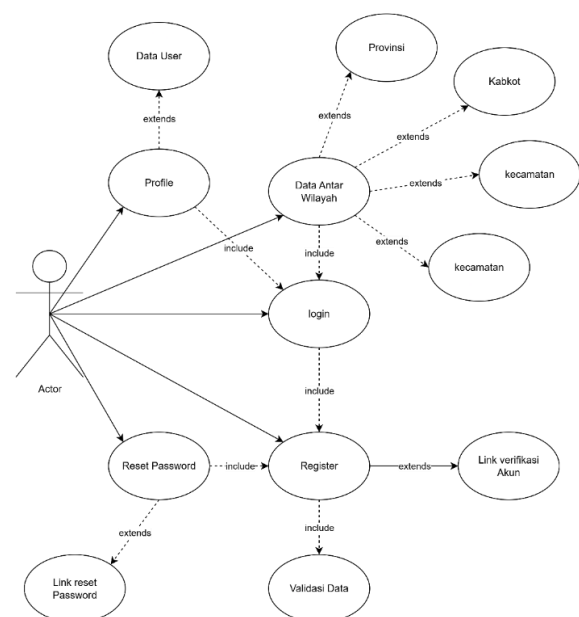 Data User
Provinsi
Kabkot
extends
extends
extends
Profile
Data Antar
Wilayah
extends
kecamatan
include
include
extends
kecamatan
login
Actor
include
Reset Password
include
Register
extends
Link verifikasi
Akun
extends
include
Link reset
Password
Validasi Data